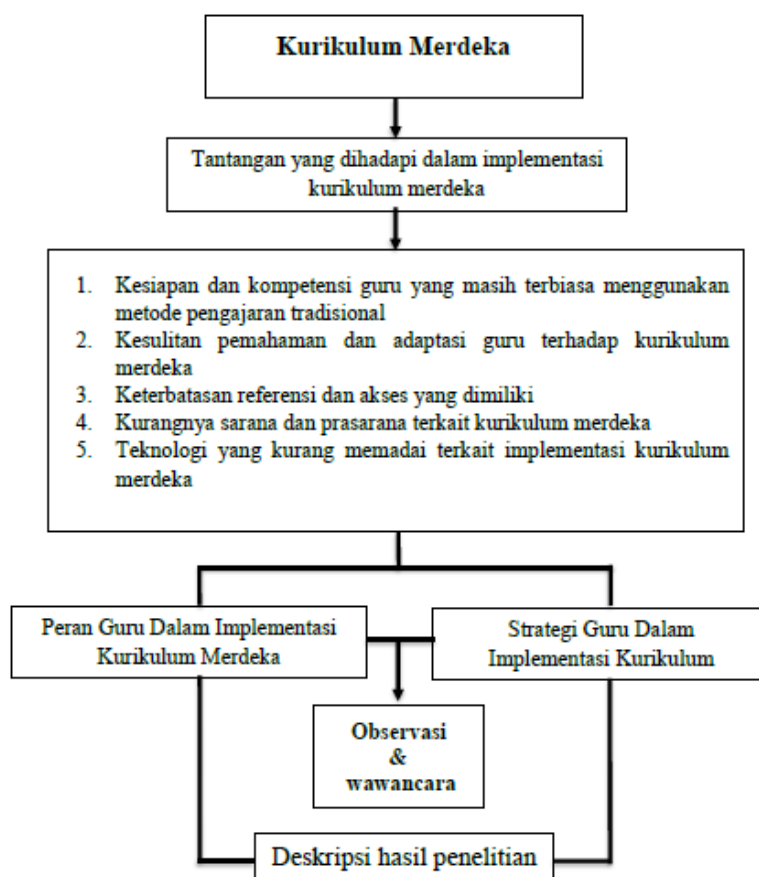 Kurikulum Merdeka
Tantangan yang dihadapi dalam implementasi
kurikulum merdeka
1. Kesiapan dan kompetensi guru yang masih terbiasa menggunakan
metode pengajaran tradisional
2. Kesulitan pemahaman dan adaptasi guru terhadap kurikulum
merdeka
3. Keterbatasan referensi dan akses yang dimiliki
4. Kurangnya sarana dan prasarana terkait kurikulum merdeka
5. Teknologi yang kurang memadai terkait implementasi kurikulum
merdeka
Peran Guru Dalam Implementasi
Kurikulum Merdeka
Strategi Guru Dalam
Implementasi Kurikulum
Observasi
&
wawancara
Deskripsi hasil penelitian